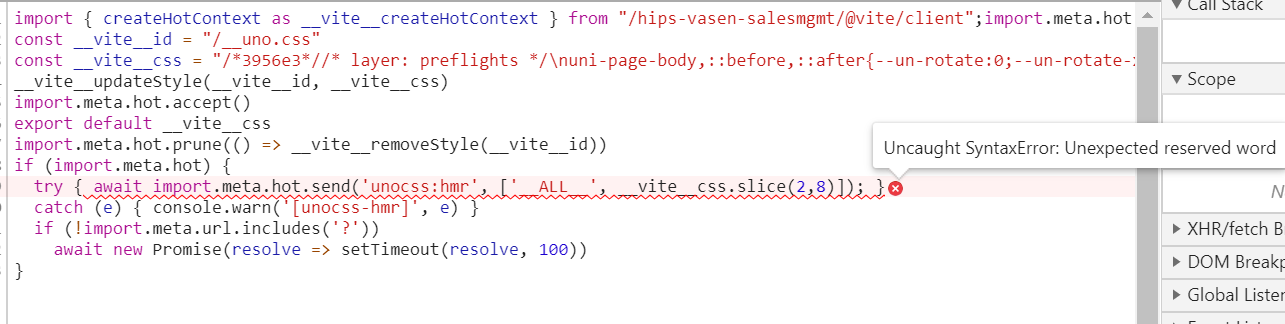 import { createHotContext as __vite__createHotContext } from "/hips-vasen-salesmgmt/@vite/client";import.meta.hot
const __vite__id = "/__uno.css"
const __vite__css = "/*3956e3*//* layer: preflights */\nuni-page-body,::before,::after{--un-rotate:0;--un-rotate-x
__vite__updateStyle(__vite__id, __vite__css)
import.meta.hot.accept()
export default __vite__css
import.meta.hot.prune(() => __vite__removeStyle(__vite__id))
if (import.meta.hot) {
try { await import.meta.hot.send('unocss:hmr', ['__ALL__', __vite__css.slice(2,8)]); }
catch (e) { console.warn('[unocss-hmr]', e) }
if (!import.meta.url.includes('?'))
await new Promise(resolve => setTimeout(resolve, 100))
}
Uncaught SyntaxError: Unexpected reserved word
Call Stack
Scope
N
XHR/fetch B
DOM Breakp
Global Listen